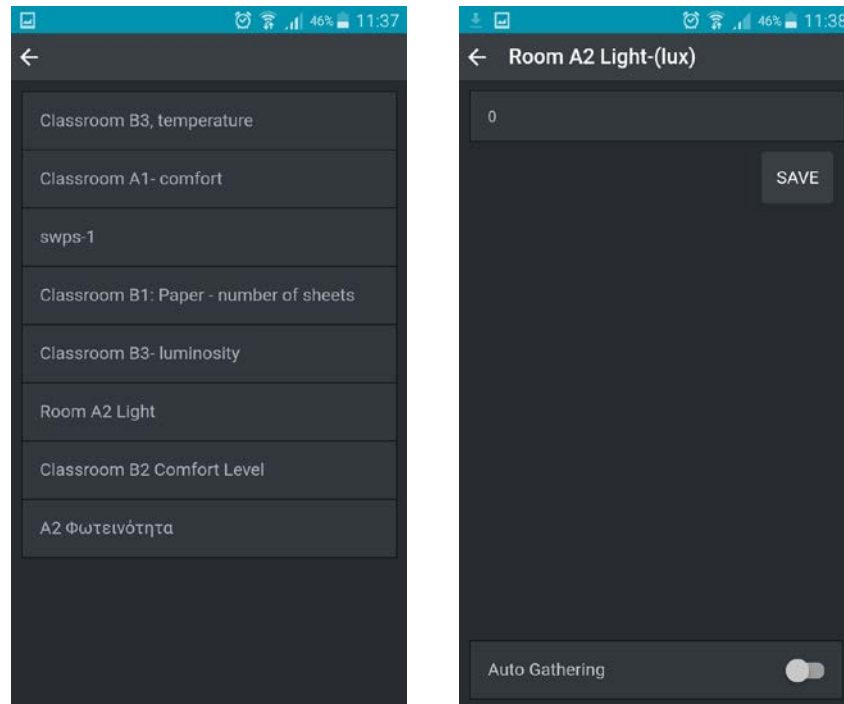 46% 11:37
Classroom B3, temperature
Classroom A1- comfort
swps-1
Classroom B1: Paper - number of sheets
Classroom B3- luminosity
Room A2 Light
Classroom B2 Comfort Level
A2 Φωτεινότητα
46% 11:38
Room A2 Light-(lux)
0
SAVE
Auto Gathering